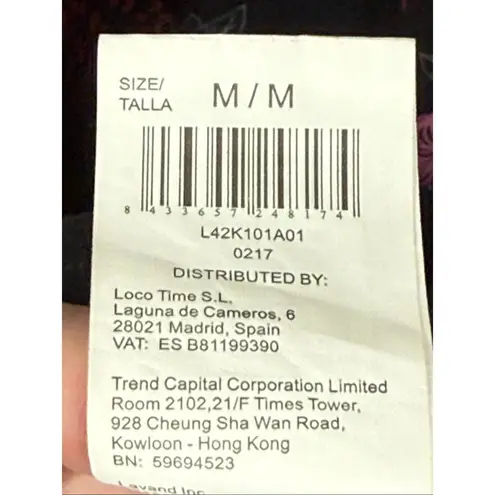 SIZE/
TALLA M / M
8 433657 248174
L42K101A01
0217
DISTRIBUTED BY:
Loco Time S.L.
Laguna de Cameros, 6
28021 Madrid, Spain
VAT: ES B81199390
Trend Capital Corporation Limited
Room 2102,21/F Times Tower,
928 Cheung Sha Wan Road,
Kowloon - Hong Kong
BN: 59694523
Lavand Inc